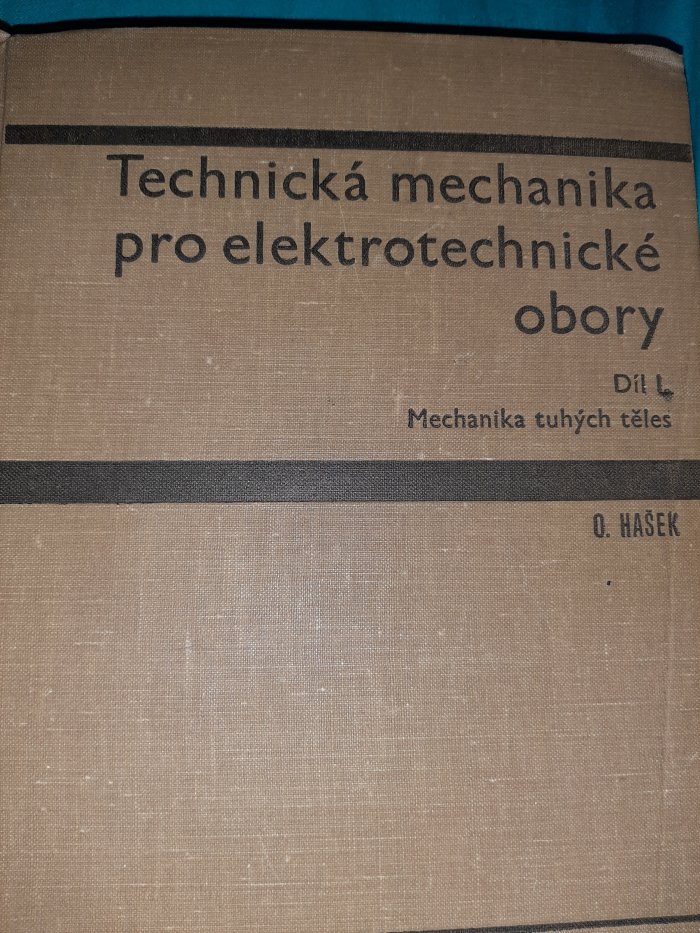 Technická mechanika
pro elektrotechnické
obory
Díl I.
Mechanika tuhých těles
O. HAŠEK